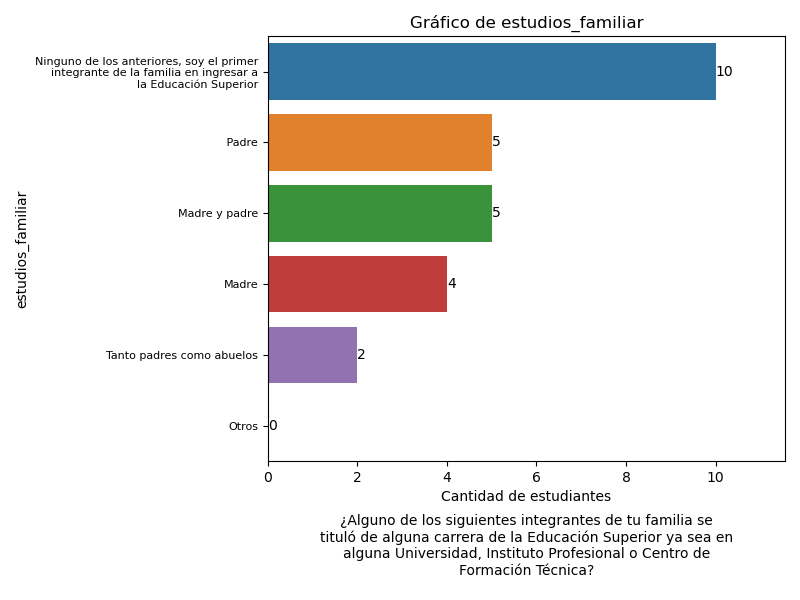 Gráfico de estudios_familiar
Ninguno de los anteriores, soy el primer
integrante de la familia en ingresar a
la Educación Superior
10
Padre
5
Madre y padre
5
Madre
4
Tanto padres como abuelos
2
Otros
0
estudios_familiar
0 2 4 6 8 10
Cantidad de estudiantes
¿Alguno de los siguientes integrantes de tu familia se
tituló de alguna carrera de la Educación Superior ya sea en
alguna Universidad, Instituto Profesional o Centro de
Formación Técnica?